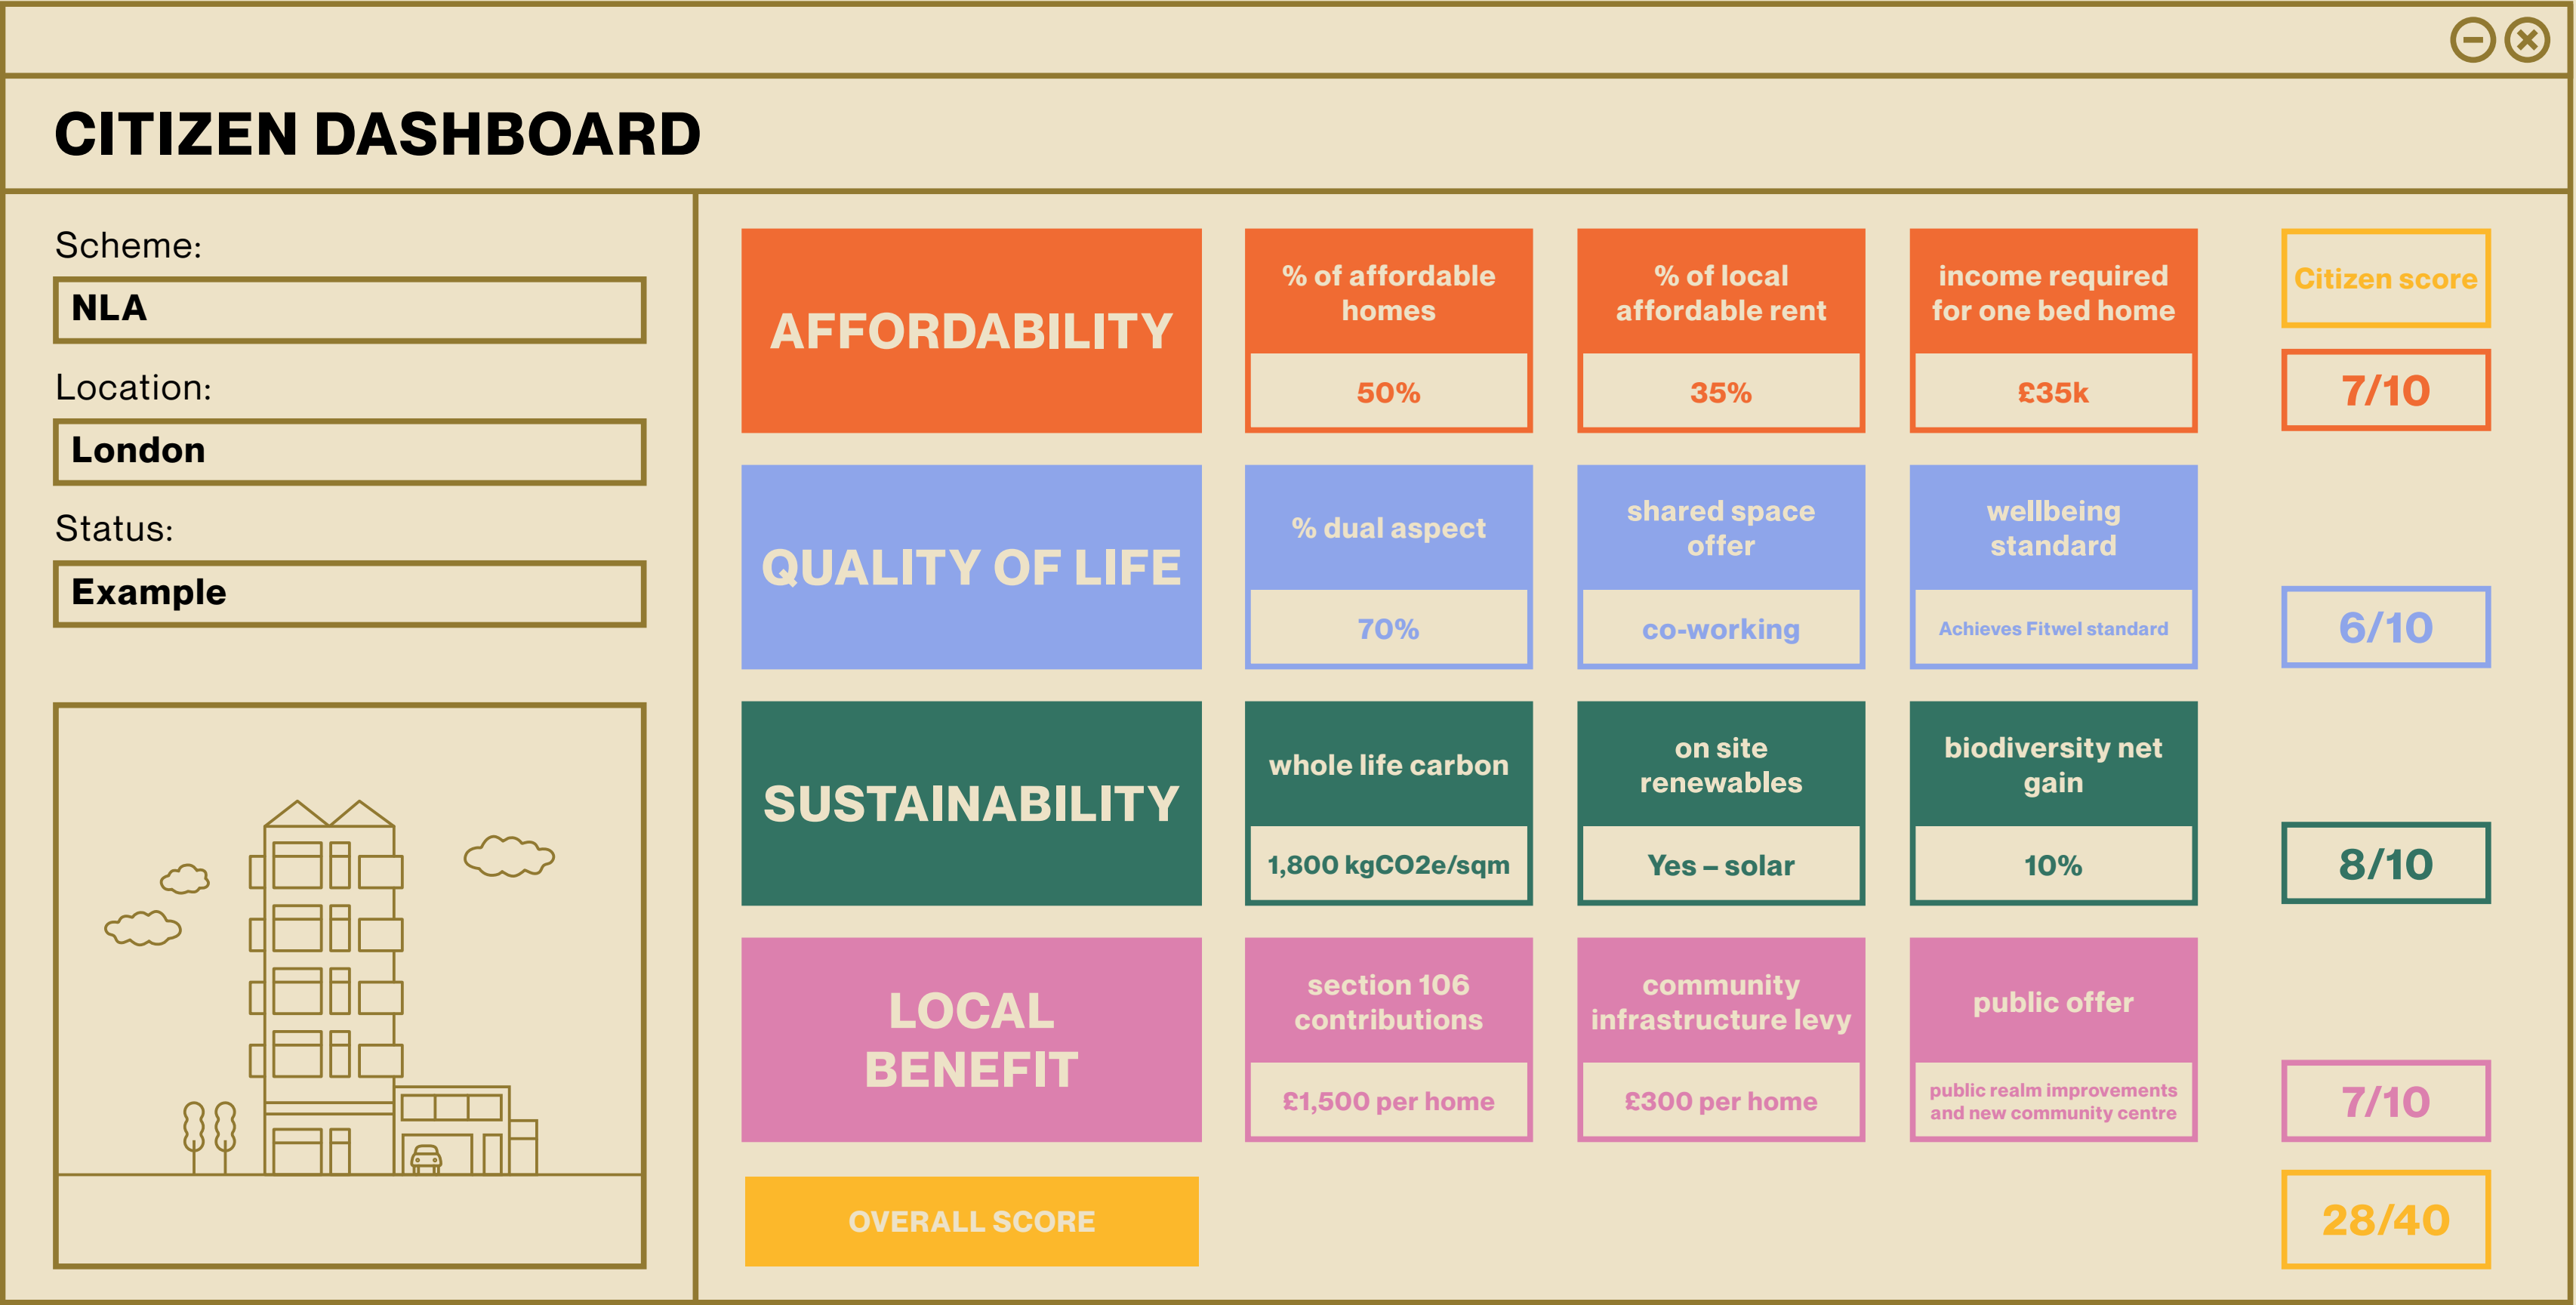 CITIZEN DASHBOARD
Scheme:
NLA
Location:
London
Status:
Example
AFFORDABILITY
% of affordable
homes
50%
% of local
affordable rent
35%
income required
for one bed home
£35k
Citizen score
7/10
QUALITY OF LIFE
% dual aspect
70%
shared space
offer
co-working
wellbeing
standard
Achieves Fitwel standard
6/10
SUSTAINABILITY
whole life carbon
1,800 kgCO2e/sqm
on site
renewables
Yes – solar
biodiversity net
gain
10%
8/10
LOCAL
BENEFIT
section 106
contributions
£1,500 per home
community
infrastructure levy
£300 per home
public offer
public realm improvements
and new community centre
7/10
OVERALL SCORE
28/40